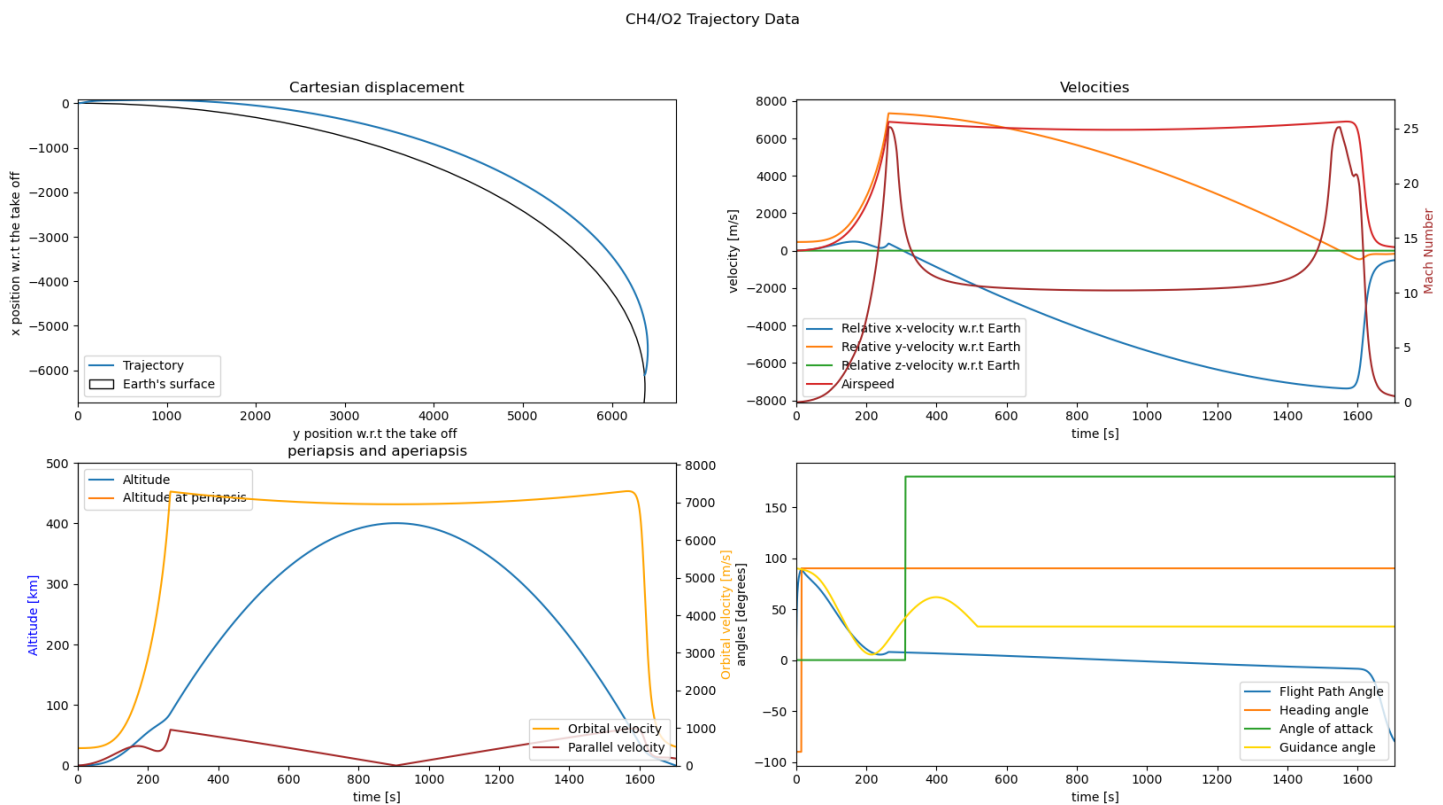 CH4/O2 Trajectory Data
Cartesian displacement
x position w.r.t the take off
0
−1000
−2000
−3000
−4000
−5000
−6000
Trajectory
Earth's surface
0
1000
2000
3000
4000
5000
6000
y position w.r.t the take off
Velocities
velocity [m/s]
8000
6000
4000
2000
0
−2000
−4000
−6000
−8000
Relative x-velocity w.r.t Earth
Relative y-velocity w.r.t Earth
Relative z-velocity w.r.t Earth
Airspeed
25
20
15
10
5
0
Mach Number
0
200
400
600
800
1000
1200
1400
1600
time [s]
periapsis and aperiapsis
Altitude [km]
500
400
300
200
100
0
Altitude
Altitude at periapsis
Orbital velocity
Parallel velocity
8000
7000
6000
5000
4000
3000
2000
1000
0
Orbital velocity [m/s]
0
200
400
600
800
1000
1200
1400
1600
time [s]
angles [degrees]
150
100
50
0
−50
−100
Flight Path Angle
Heading angle
Angle of attack
Guidance angle
0
200
400
600
800
1000
1200
1400
1600
time [s]